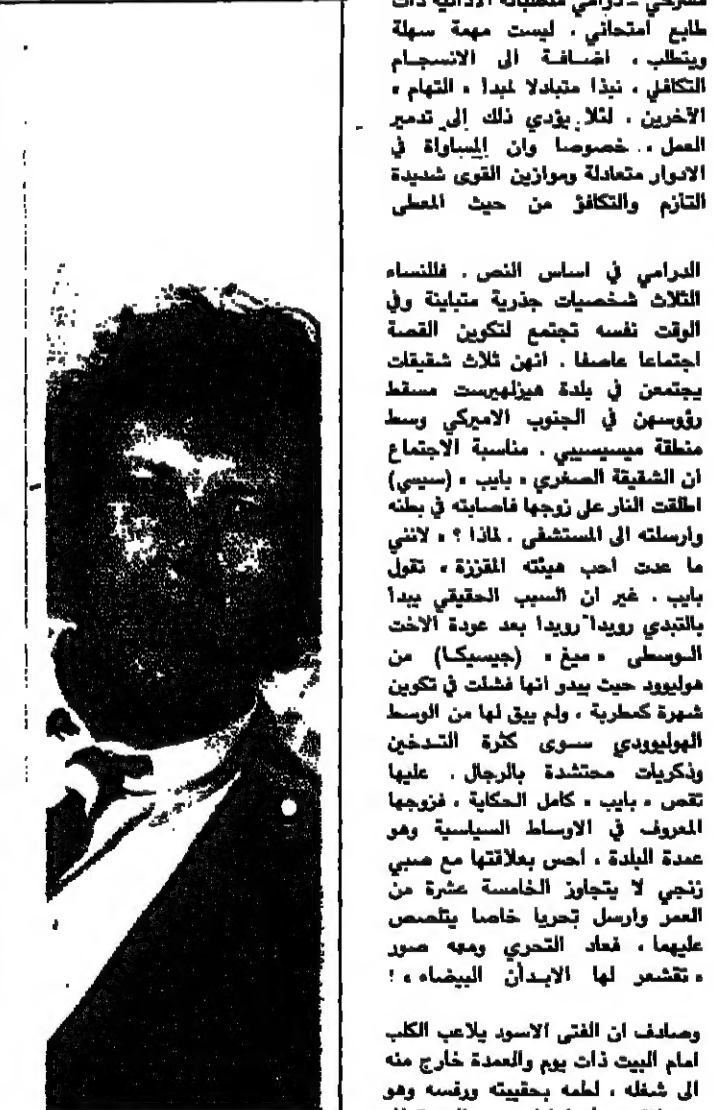 مسرحي ـ درامي متطلباته الادائية ذات
طابع امتحاني . ليست مهمة سهلة
ويتطلب ، اضافة الى الانسجام
التكافلي ، نبذا متبادلا لمبدأ « التهام »
الآخرين . لئلا يؤدي ذلك إلى تدمير
العمل . خصوصا وان المساواة في
الادوار متعادلة وموازين القوى شديدة
التأزم والتكافؤ من حيث المعطى
الدرامي في اساس النص . فللنساء
الثلاث شخصيات جذرية متباينة وفي
الوقت نفسه تجتمع لتكوين القصة
اجتماعا عاصفا . انهن ثلاث شقيقات
يجتمعن في بلدة هيزلهيرست مسقط
رؤوسهن في الجنوب الاميركي وسط
منطقة ميسيسيبي . مناسبة الاجتماع
ان الشقيقة الصغرى « بايب » (سيسي)
اطلقت النار على زوجها فاصابته في بطنه
وارسلته الى المستشفى . لماذا ؟ « لانني
ما عدت احب هيئته المقززة » تقول
بايب . غير ان السبب الحقيقي يبدأ
بالتبدي رويدا رويدا بعد عودة الاخت
الوسطى « ميغ » (جيسيكا) من
هوليوود حيث يبدو انها فشلت في تكوين
شهرة كمطربة ، ولم يبق لها من الوسط
الهوليوودي سوى كثرة التدخين
وذكريات محتشدة بالرجال . عليها
تقص « بايب » كامل الحكاية ، فزوجها
المعروف في الاوساط السياسية وهو
عمدة البلدة ، احس بعلاقتها مع صبي
زنجي لا يتجاوز الخامسة عشرة من
العمر وارسل تحريا خاصا يتلصص
عليهما ، فعاد التحري ومعه صور
« تقشعر لها الابدأن البيضاء » !
وصادف ان الفتى الاسود يلاعب الكلب
امام البيت ذات يوم والعمدة خارج منه
الى شغله ، لطمه بحقيبته ورفسه وهو